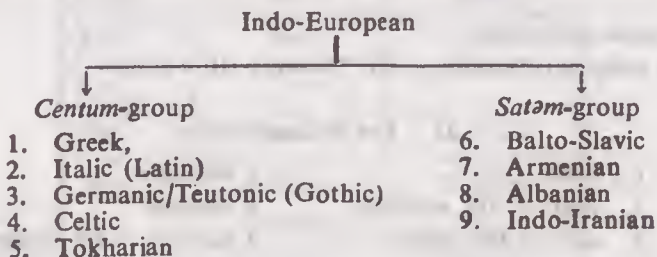 Indo-European
Centum-group
1. Greek,
2. Italic (Latin)
3. Germanic/Teutonic (Gothic)
4. Celtic
5. Tokharian
Satəm-group
6. Balto-Slavic
7. Armenian
8. Albanian
9. Indo-Iranian